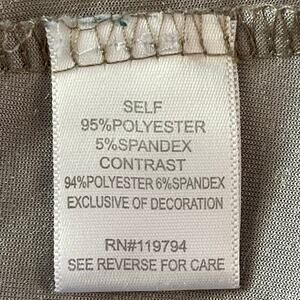 SELF
95%POLYESTER
5%SPANDEX
CONTRAST
94%POLYESTER 6%SPANDEX
EXCLUSIVE OF DECORATION
RN#119794
SEE REVERSE FOR CARE